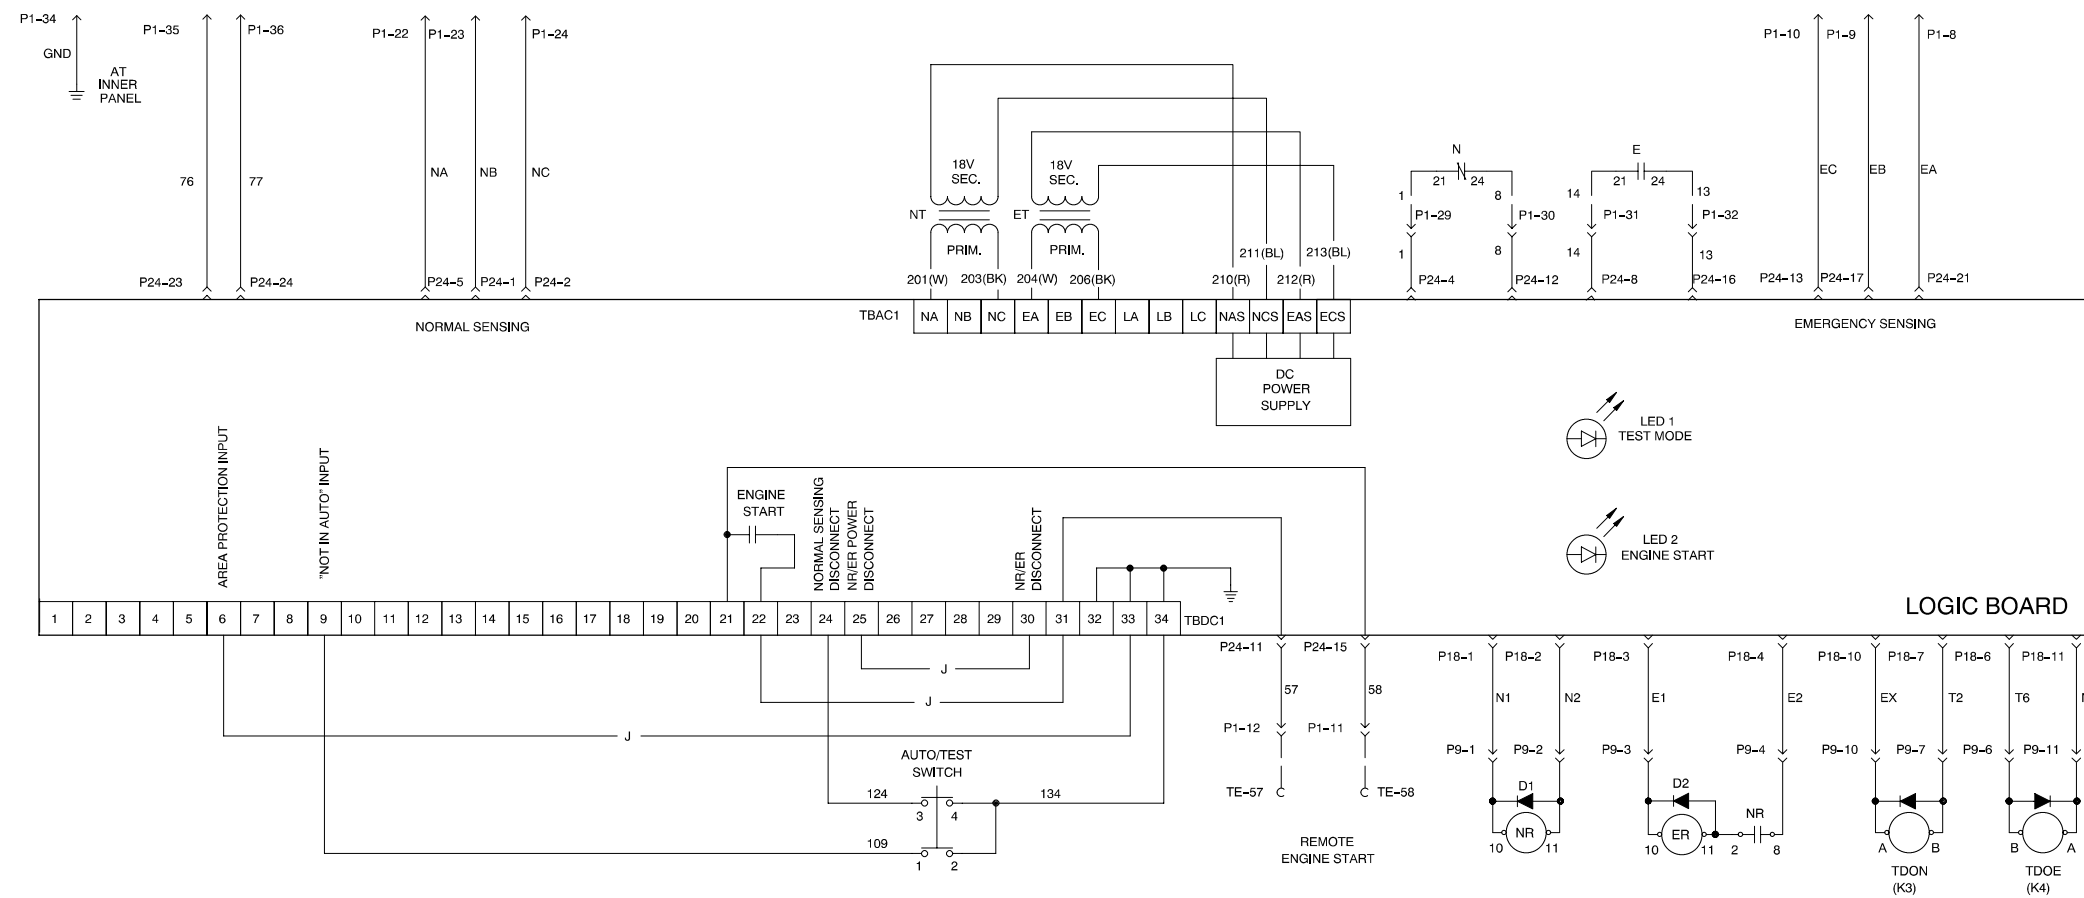 P1-34
P1-35
P1-36
P1-22
P1-23
P1-24
P1-10
P1-9
P1-8
GND
AT
INNER
PANEL
76
77
NA
NB
NC
18V
SEC.
18V
SEC.
NT
ET
PRIM.
PRIM.
N
21
24
E
21
24
1
8
14
13
P1-29
P1-30
P1-31
P1-32
EC
EB
EA
211(BL)
213(BL)
1
8
14
13
201(W)
203(BK)
204(W)
206(BK)
210(R)
212(R)
P24-23
P24-24
P24-5
P24-1
P24-2
P24-4
P24-12
P24-8
P24-16
P24-13
P24-17
P24-21
NORMAL SENSING
TBAC1
NA
NB
NC
EA
EB
EC
LA
LB
LC
NAS
NCS
EAS
ECS
EMERGENCY SENSING
DC
POWER
SUPPLY
LED 1
TEST MODE
LED 2
ENGINE START
AREA PROTECTION INPUT
"NOT IN AUTO" INPUT
ENGINE
START
NORMAL SENSING
DISCONNECT
NR/ER POWER
DISCONNECT
NR/ER
DISCONNECT
LOGIC BOARD
1
2
3
4
5
6
7
8
9
10
11
12
13
14
15
16
17
18
19
20
21
22
23
24
25
26
27
28
29
30
31
32
33
34
TBDC1
P24-11
P24-15
P18-1
P18-2
P18-3
P18-4
P18-10
P18-7
P18-6
P18-11
J
J
J
57
58
N1
N2
E1
E2
EX
T2
T6
P1-12
P1-11
P9-1
P9-2
P9-3
P9-4
P9-10
P9-7
P9-6
P9-11
AUTO/TEST
SWITCH
124
134
3
4
109
1
2
TE-57
TE-58
REMOTE
ENGINE START
D1
NR
10
11
D2
ER
10
11
NR
2
8
A
B
TDON
(K3)
B
A
TDOE
(K4)